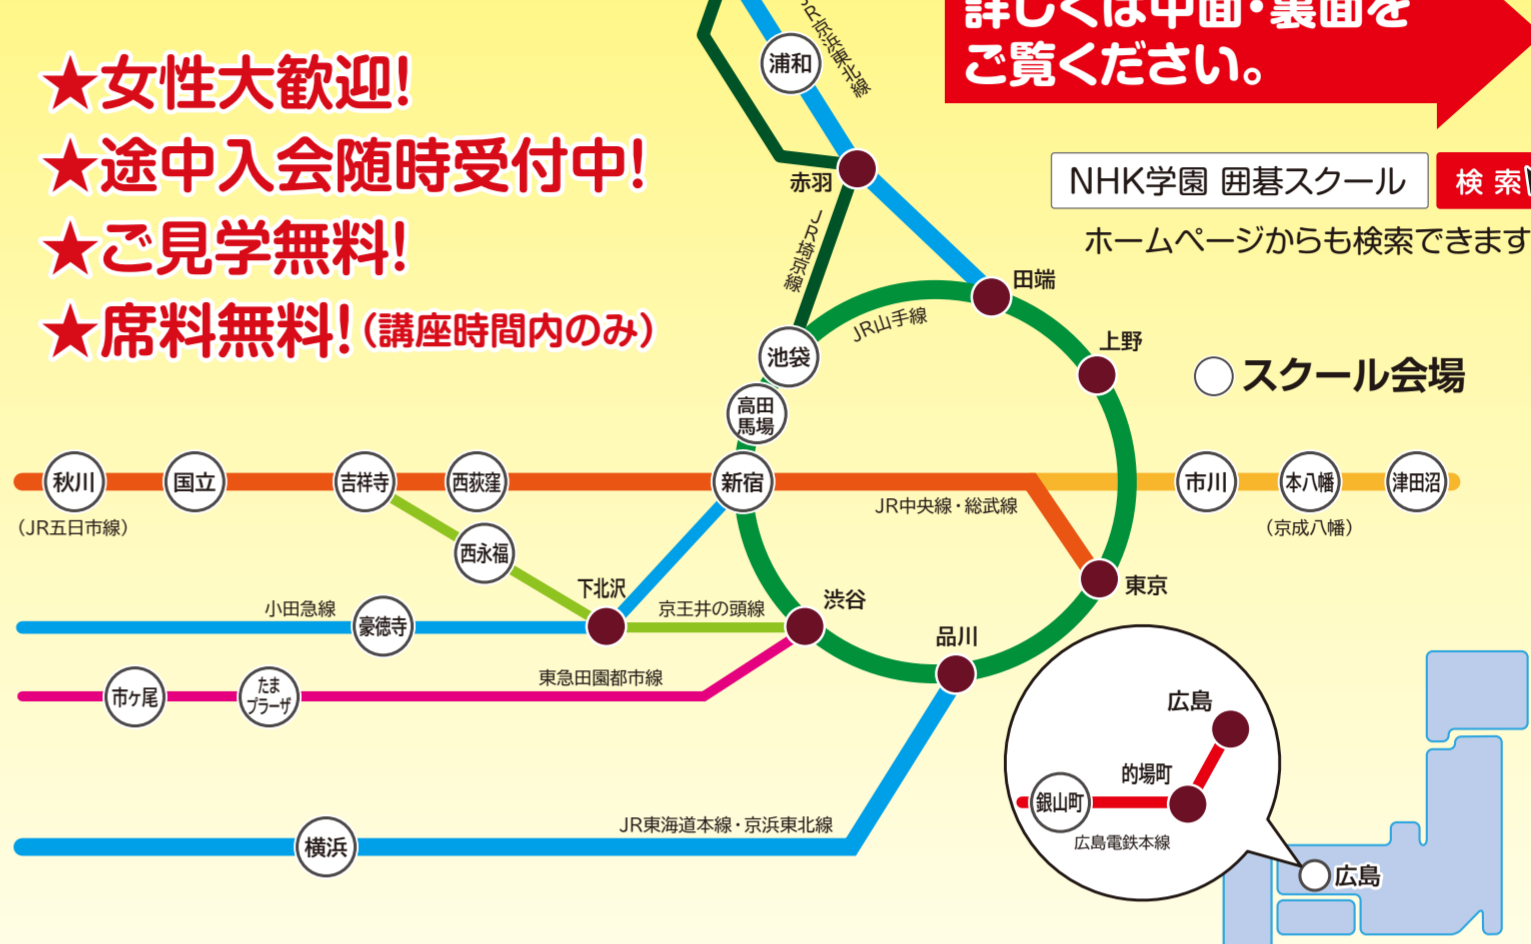 詳しくは中面・裏面を
ご覧ください。
★女性大歓迎!
★途中入会随時受付中!
★ご見学無料!
★席料無料!(講座時間内のみ)
NHK学園 囲碁スクール
検索
ホームページからも検索できます
JR京浜東北線
浦和
赤羽
JR埼京線
田端
JR山手線
上野
池袋
高田
馬場
スクール会場
秋川
国立
吉祥寺
西荻窪
新宿
市川
本八幡
津田沼
(JR五日市線)
JR中央線・総武線
(京成八幡)
西永福
下北沢
東京
小田急線
豪徳寺
京王井の頭線
渋谷
品川
東急田園都市線
市ヶ尾
たま
プラーザ
広島
的場町
銀山町
広島電鉄本線
JR東海道本線・京浜東北線
横浜
広島